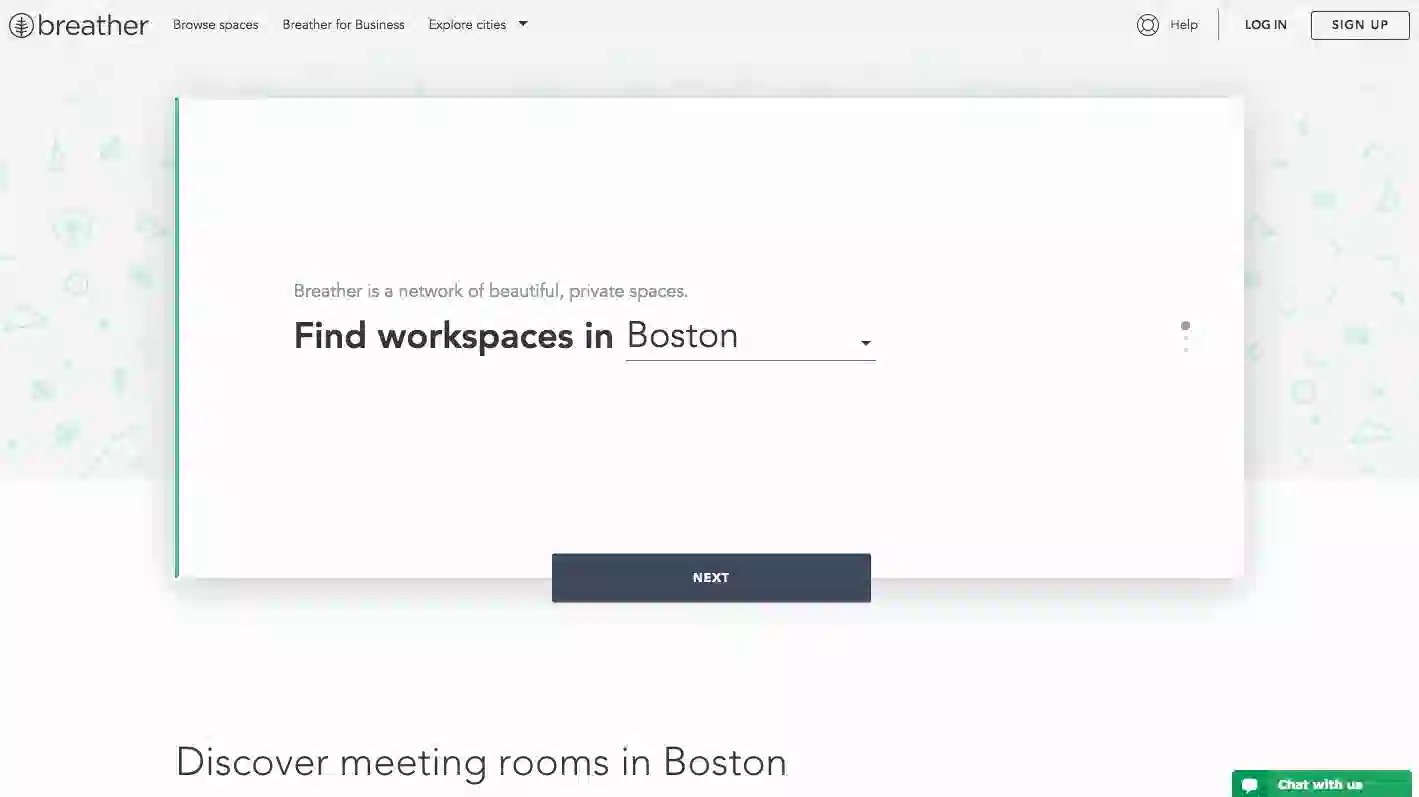 breather Browse spaces Breather for Business Explore cities Help LOG IN SIGN UP
Breather is a network of beautiful, private spaces.
Find workspaces in Boston
NEXT
Discover meeting rooms in Boston
Chat with us